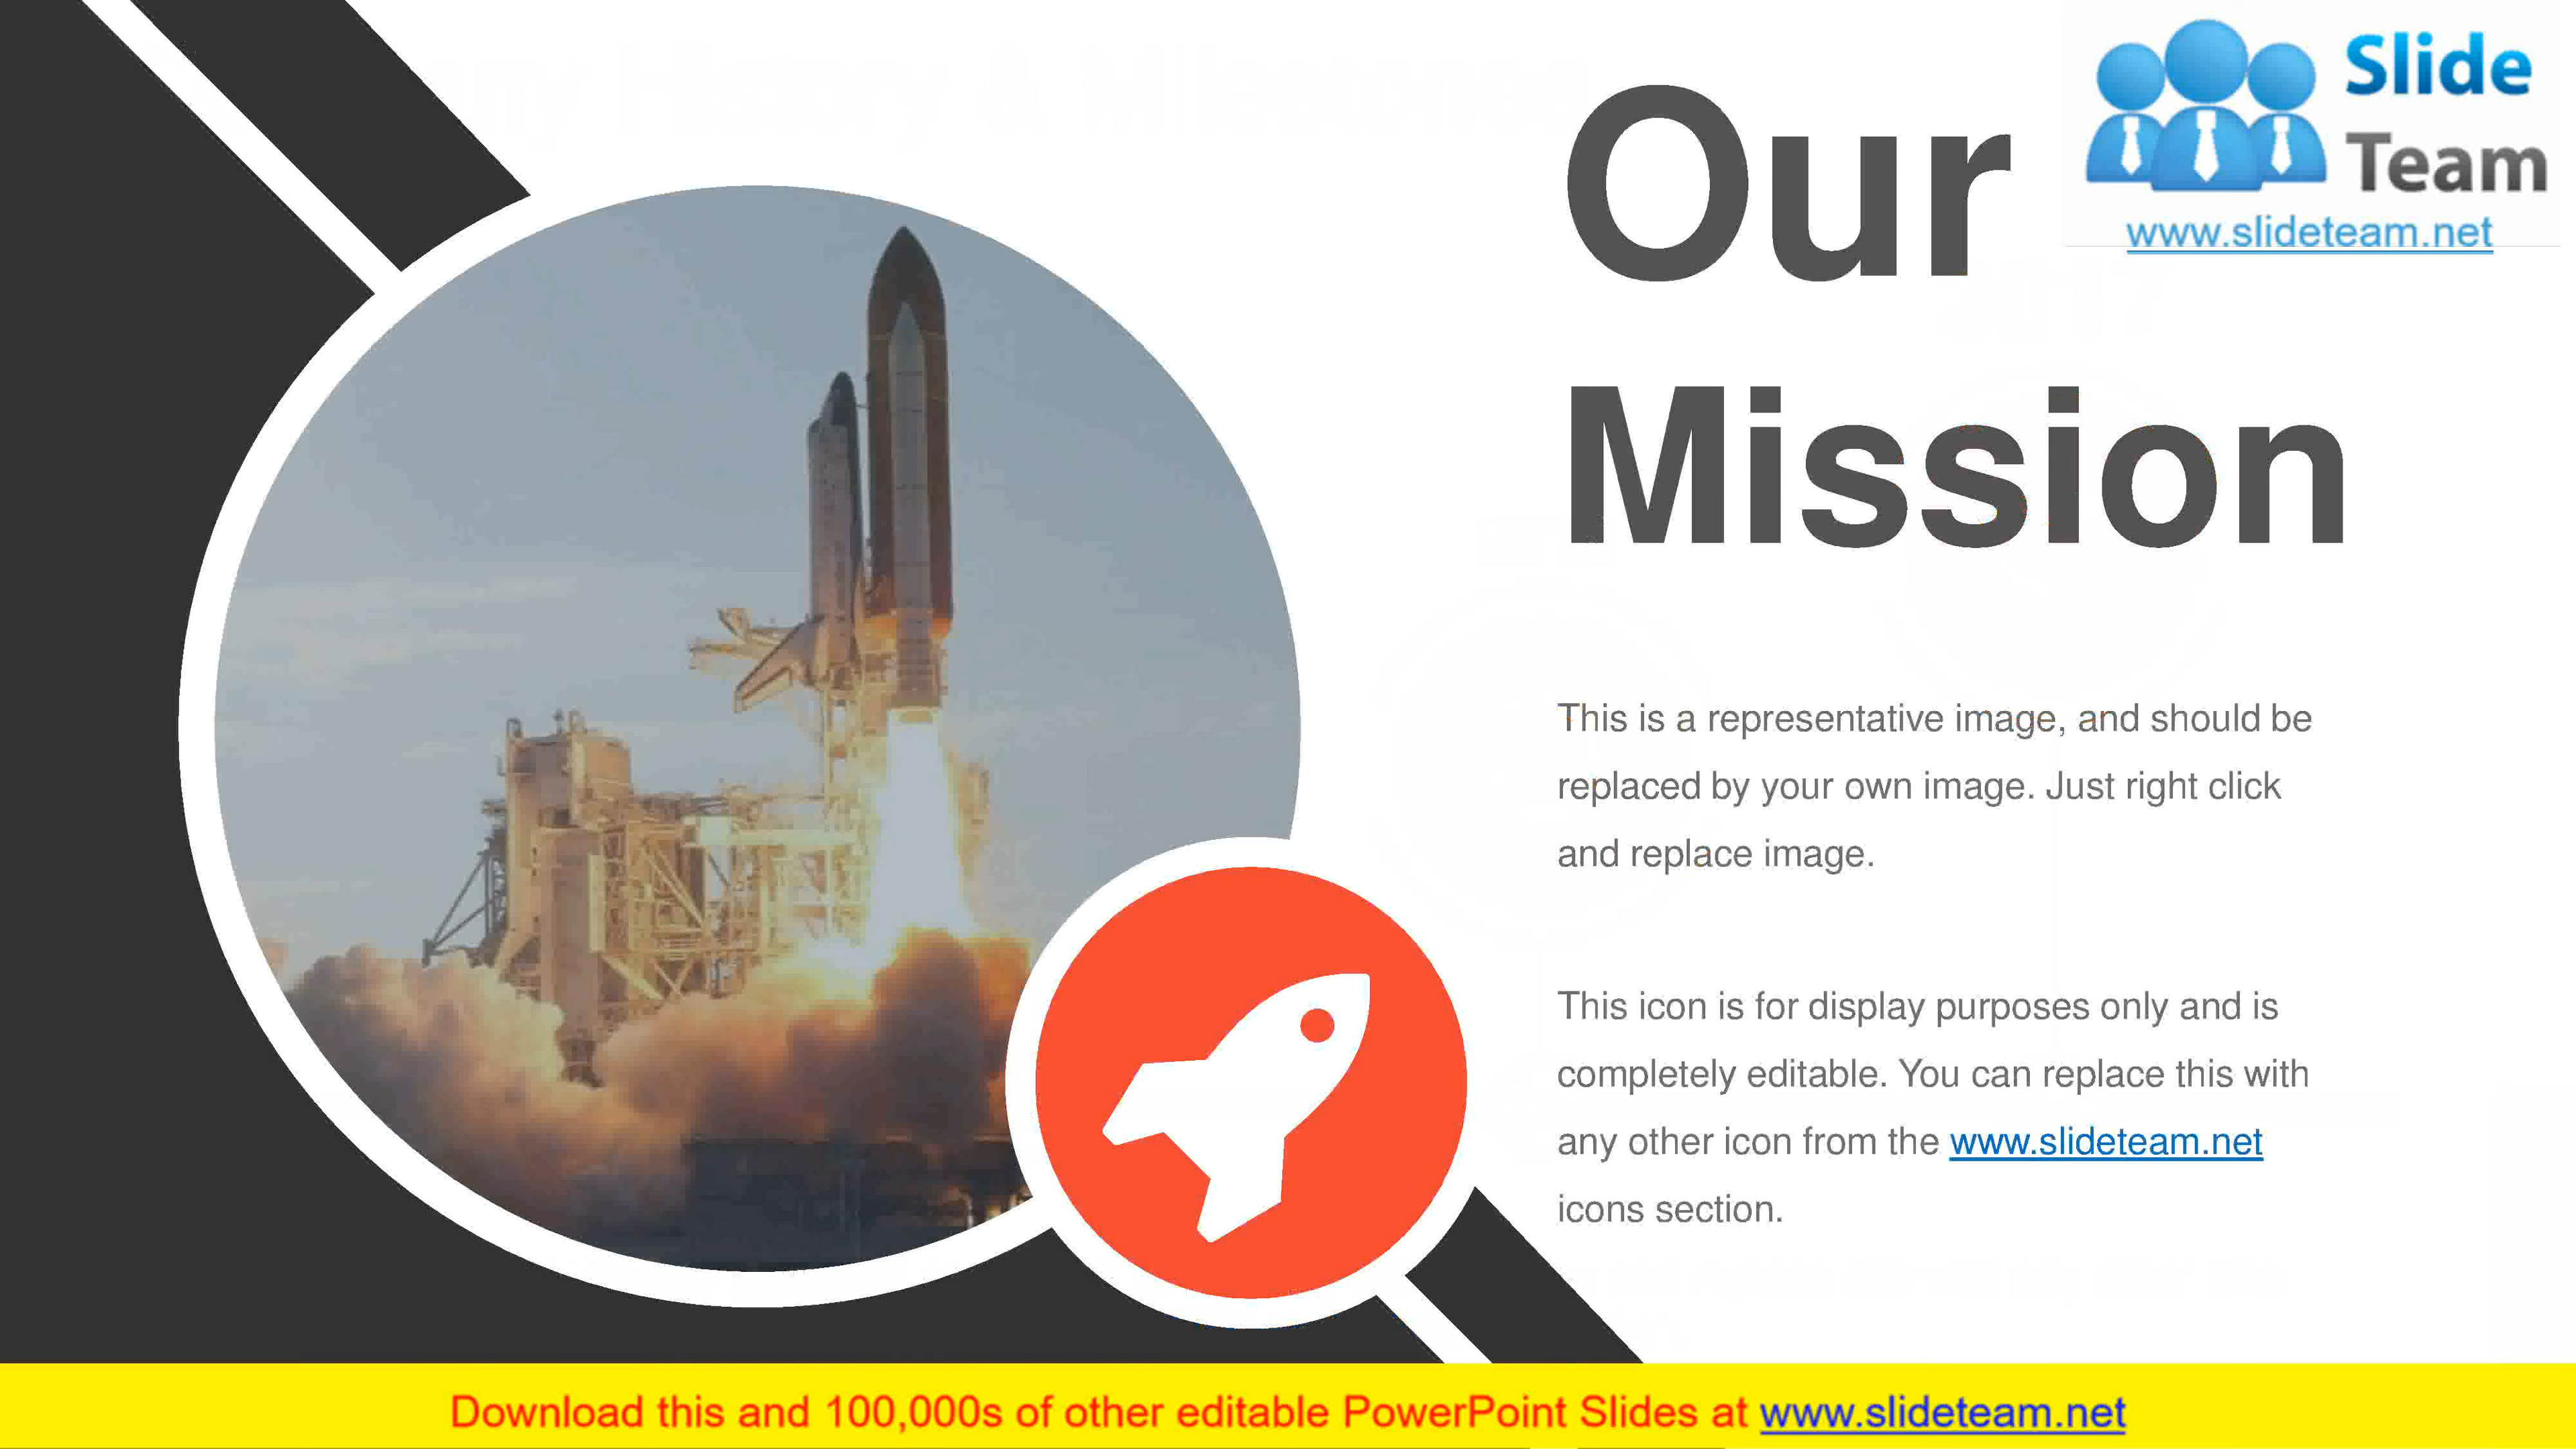 Our
Mission
Slide
Team
www.slideteam.net
This is a representative image, and should be
replaced by your own image. Just right click
and replace image.
This icon is for display purposes only and is
completely editable. You can replace this with
any other icon from the www.slideteam.net
icons section.
Download this and 100,000s of other editable PowerPoint Slides at www.slideteam.net